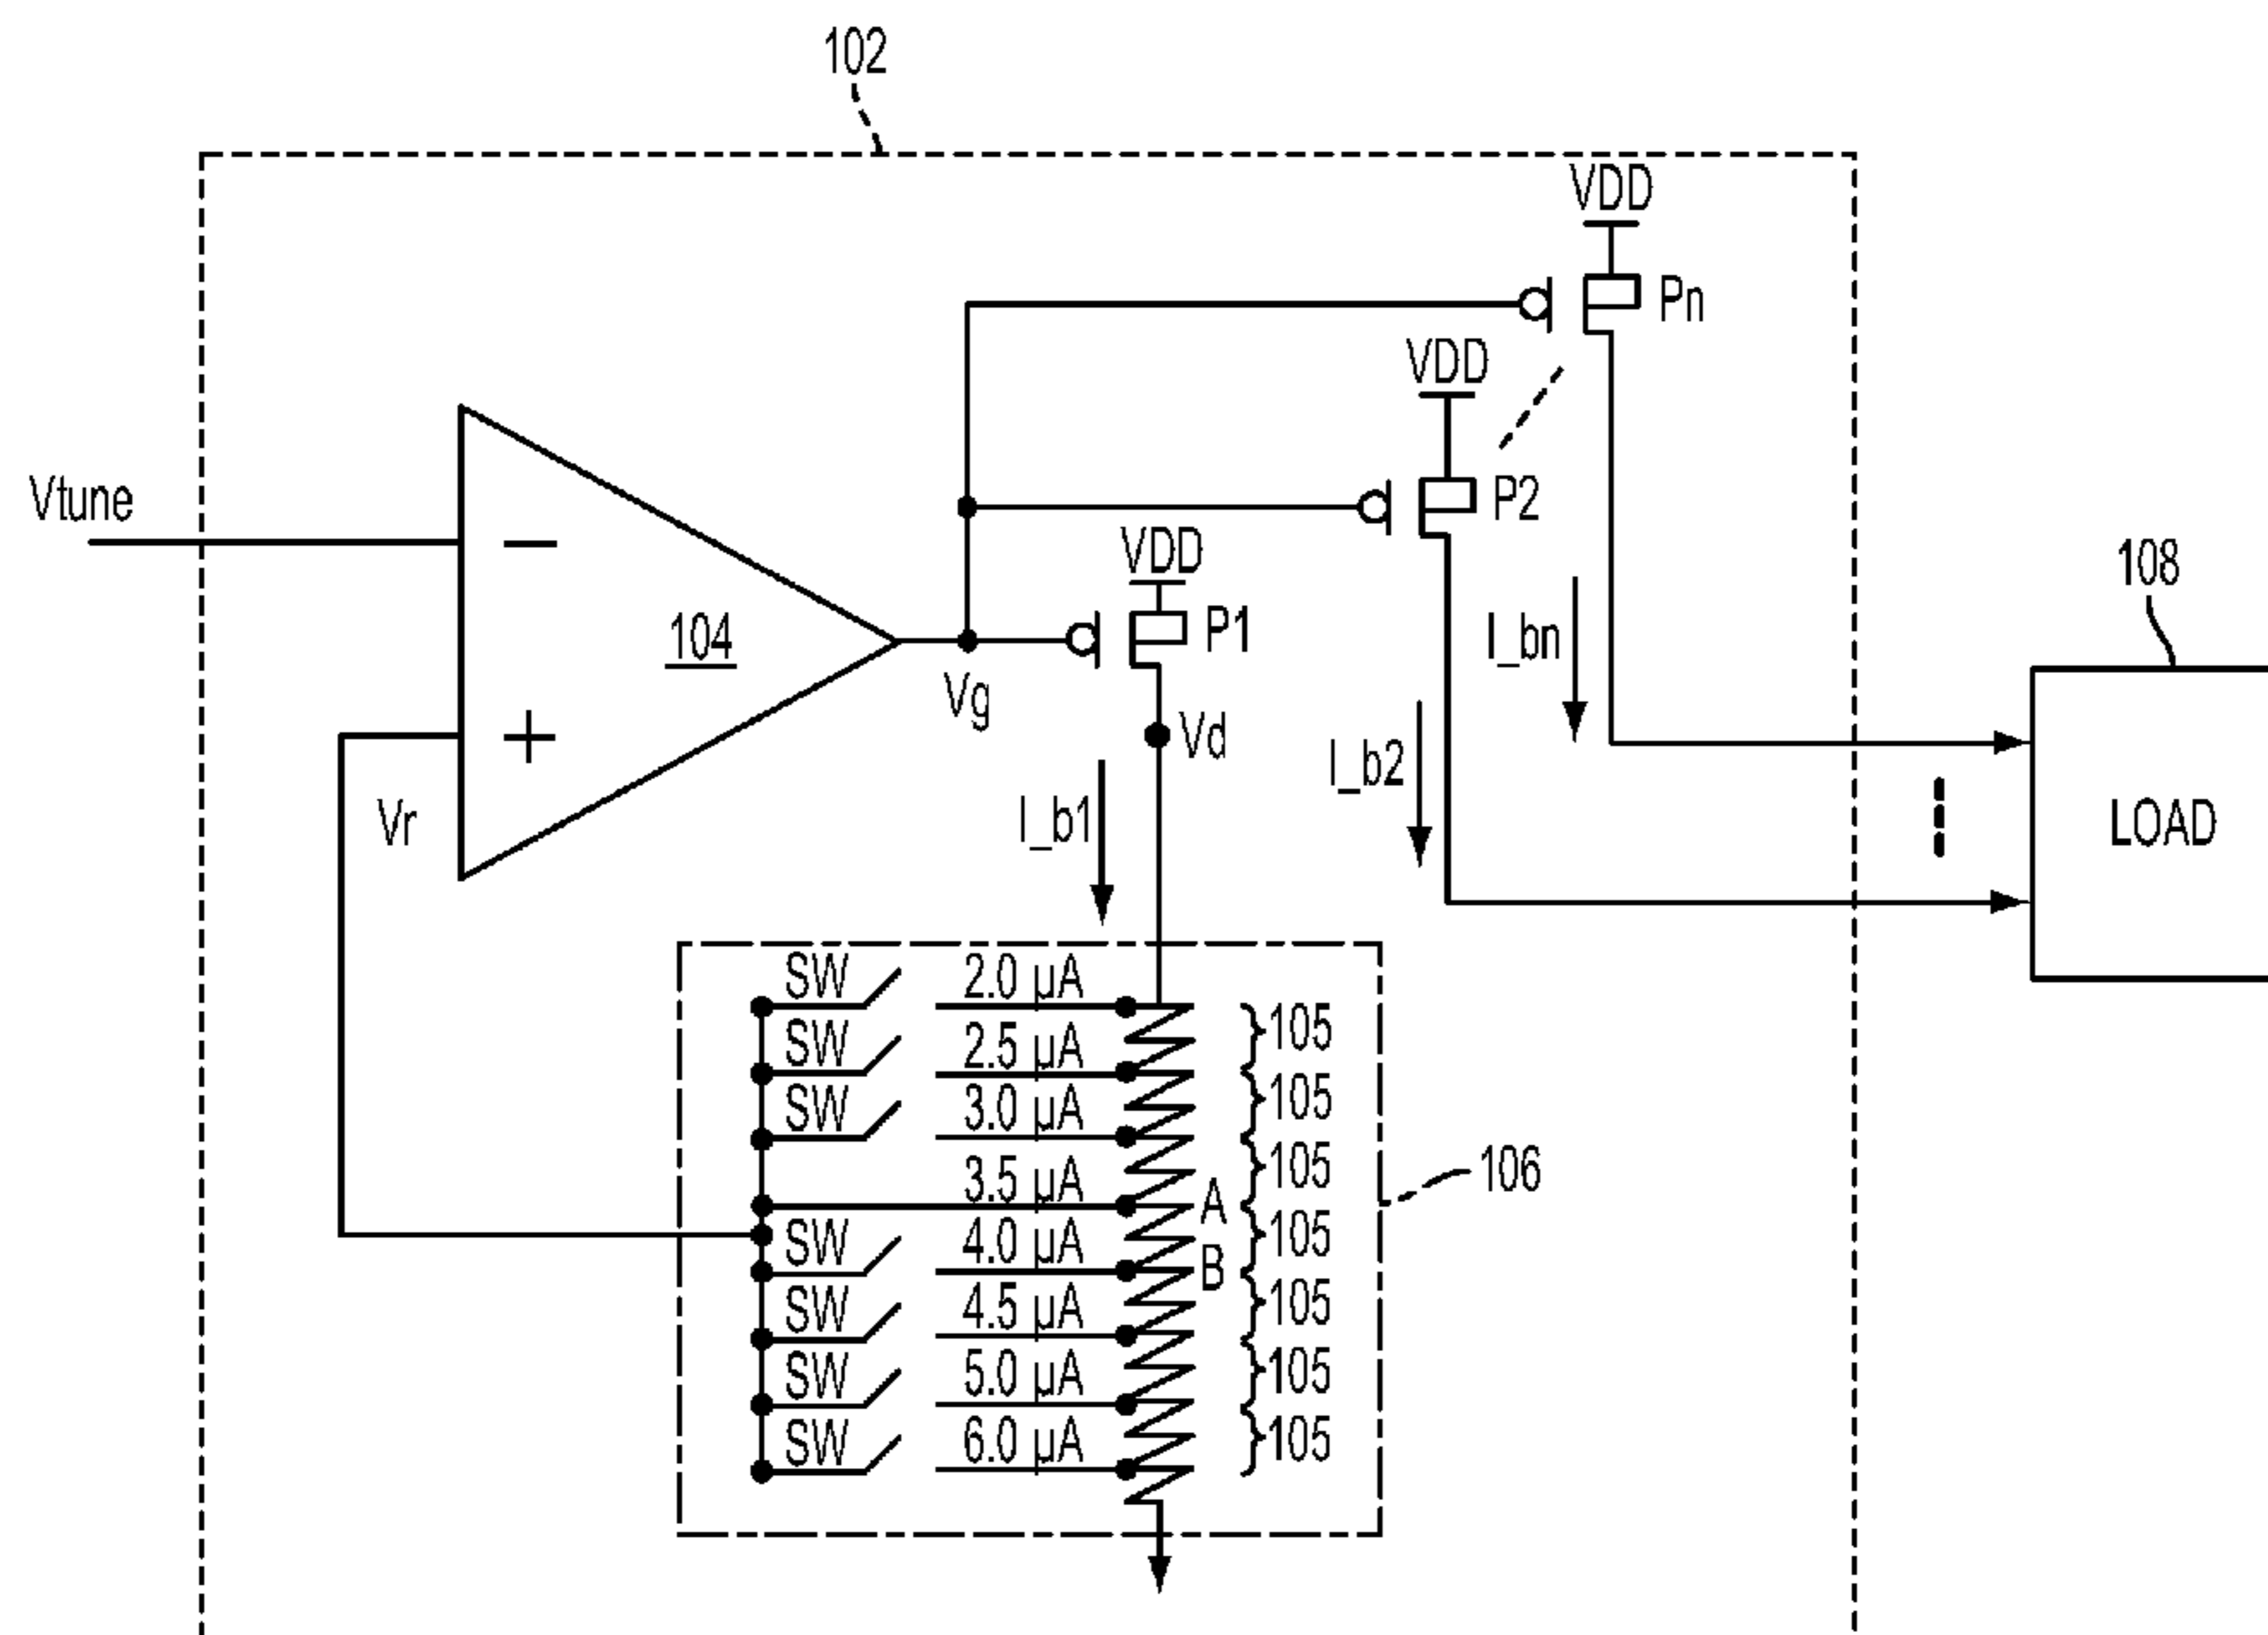 102
VDD
Pn
VDD
Vtune
P2
VDD
108
−
104
P1
I_bn
Vg
Vd
+
I_b2
Vr
I_b1
LOAD
SW 2.0 µA 105
SW 2.5 µA
SW 3.0 µA 105
3.5 µA A 105
106
SW 4.0 µA B 105
SW 4.5 µA 105
SW 5.0 µA 105
SW 6.0 µA 105